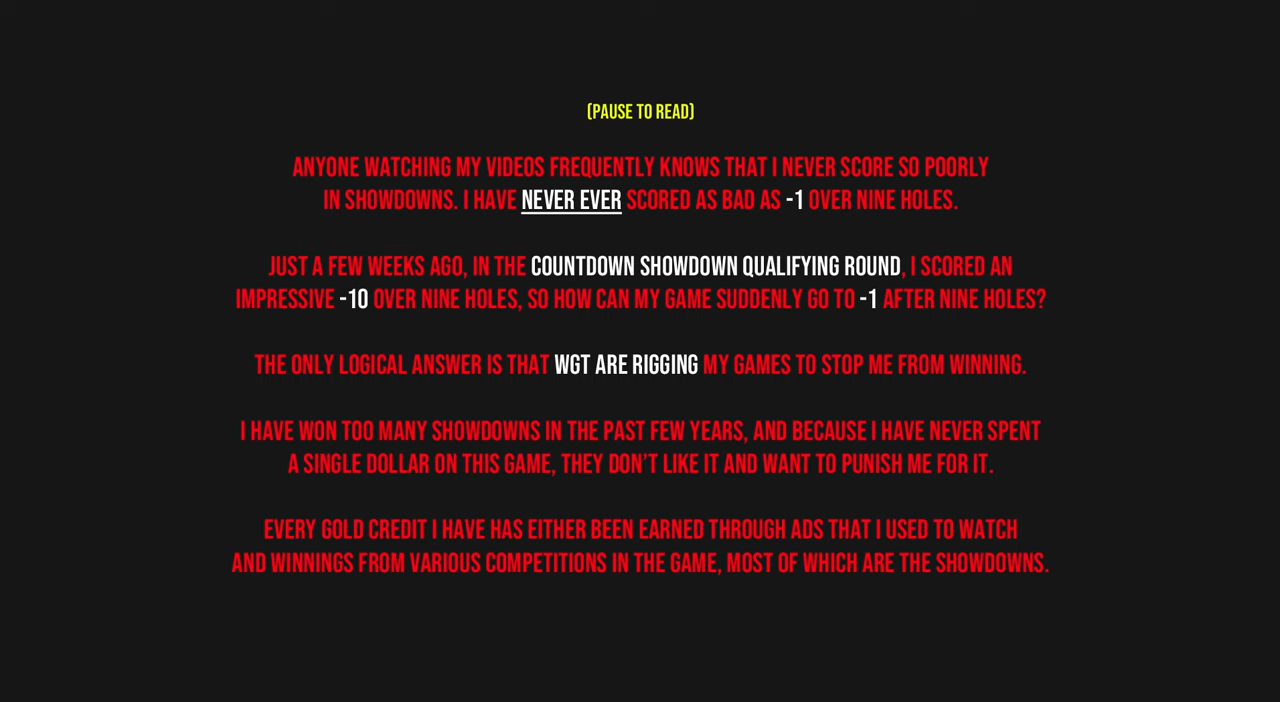 (PAUSE TO READ)
ANYONE WATCHING MY VIDEOS FREQUENTLY KNOWS THAT I NEVER SCORE SO POORLY
IN SHOWDOWNS. I HAVE NEVER EVER SCORED AS BAD AS -1 OVER NINE HOLES.
JUST A FEW WEEKS AGO, IN THE COUNTDOWN SHOWDOWN QUALIFYING ROUND, I SCORED AN
IMPRESSIVE -10 OVER NINE HOLES, SO HOW CAN MY GAME SUDDENLY GO TO -1 AFTER NINE HOLES?
THE ONLY LOGICAL ANSWER IS THAT WGT ARE RIGGING MY GAMES TO STOP ME FROM WINNING.
I HAVE WON TOO MANY SHOWDOWNS IN THE PAST FEW YEARS, AND BECAUSE I HAVE NEVER SPENT
A SINGLE DOLLAR ON THIS GAME, THEY DON'T LIKE IT AND WANT TO PUNISH ME FOR IT.
EVERY GOLD CREDIT I HAVE HAS EITHER BEEN EARNED THROUGH ADS THAT I USED TO WATCH
AND WINNINGS FROM VARIOUS COMPETITIONS IN THE GAME, MOST OF WHICH ARE THE SHOWDOWNS.